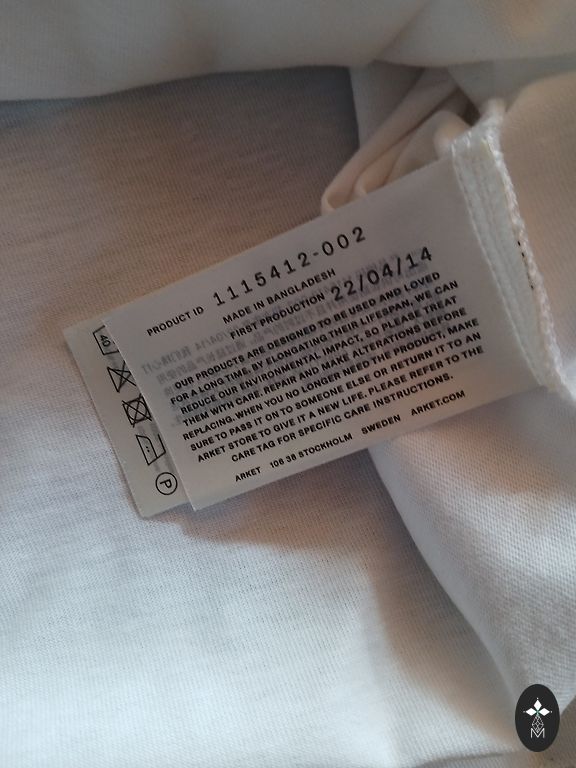 PRODUCT ID 1115412-002
MADE IN BANGLADESH
FIRST PRODUCTION 22/04/14
OUR PRODUCTS ARE DESIGNED TO BE USED AND LOVED
FOR A LONG TIME. BY ELONGATING THEIR LIFESPAN, WE CAN
REDUCE OUR ENVIRONMENTAL IMPACT, SO PLEASE TREAT
THEM WITH CARE. REPAIR AND MAKE ALTERATIONS BEFORE
REPLACING. WHEN YOU NO LONGER NEED THE PRODUCT, MAKE
SURE TO PASS IT ON TO SOMEONE ELSE OR RETURN IT TO AN
ARKET STORE TO GIVE IT A NEW LIFE. PLEASE REFER TO THE
CARE TAG FOR SPECIFIC CARE INSTRUCTIONS.
ARKET 106 38 STOCKHOLM SWEDEN ARKET.COM
40
P
M